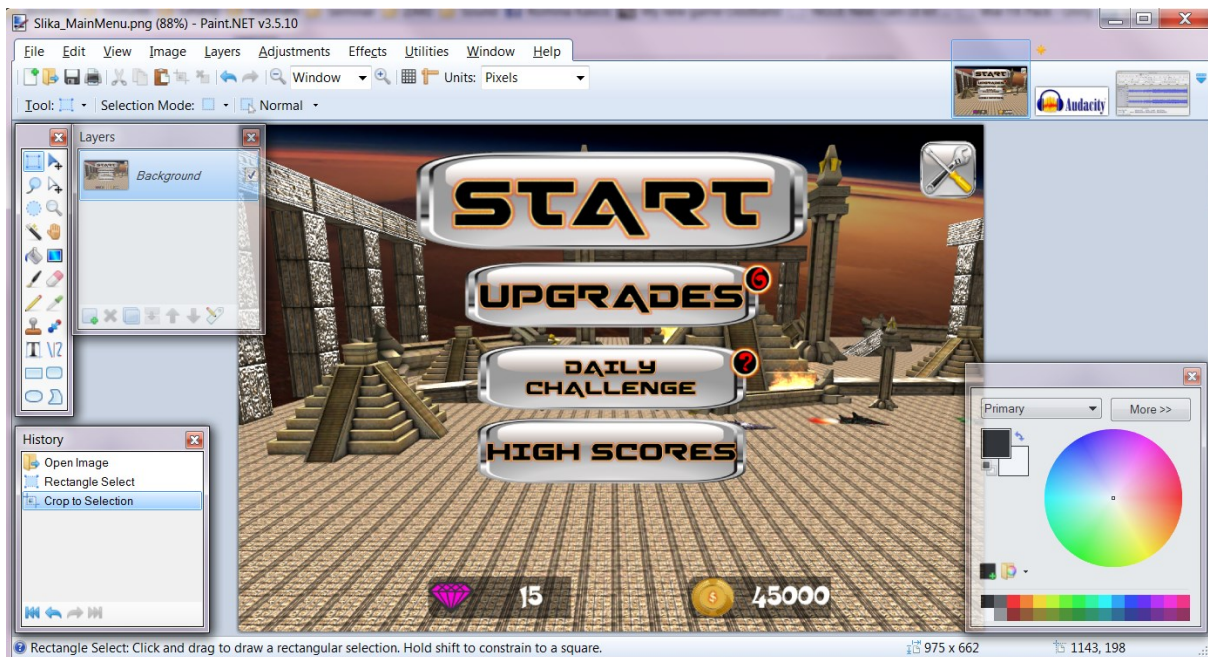 Slika_MainMenu.png (88%) - Paint.NET v3.5.10
File Edit View Image Layers Adjustments Effects Utilities Window Help
Window Units: Pixels
Tool: Selection Mode: Normal
Audacity
Layers
Background
START
UPGRADES 6
DAILY ?
CHALLENGE
HIGH SCORES
15 45000
History
Open Image
Rectangle Select
Crop to Selection
Primary More >>
Rectangle Select: Click and drag to draw a rectangular selection. Hold shift to constrain to a square. 975 x 662 1143, 198